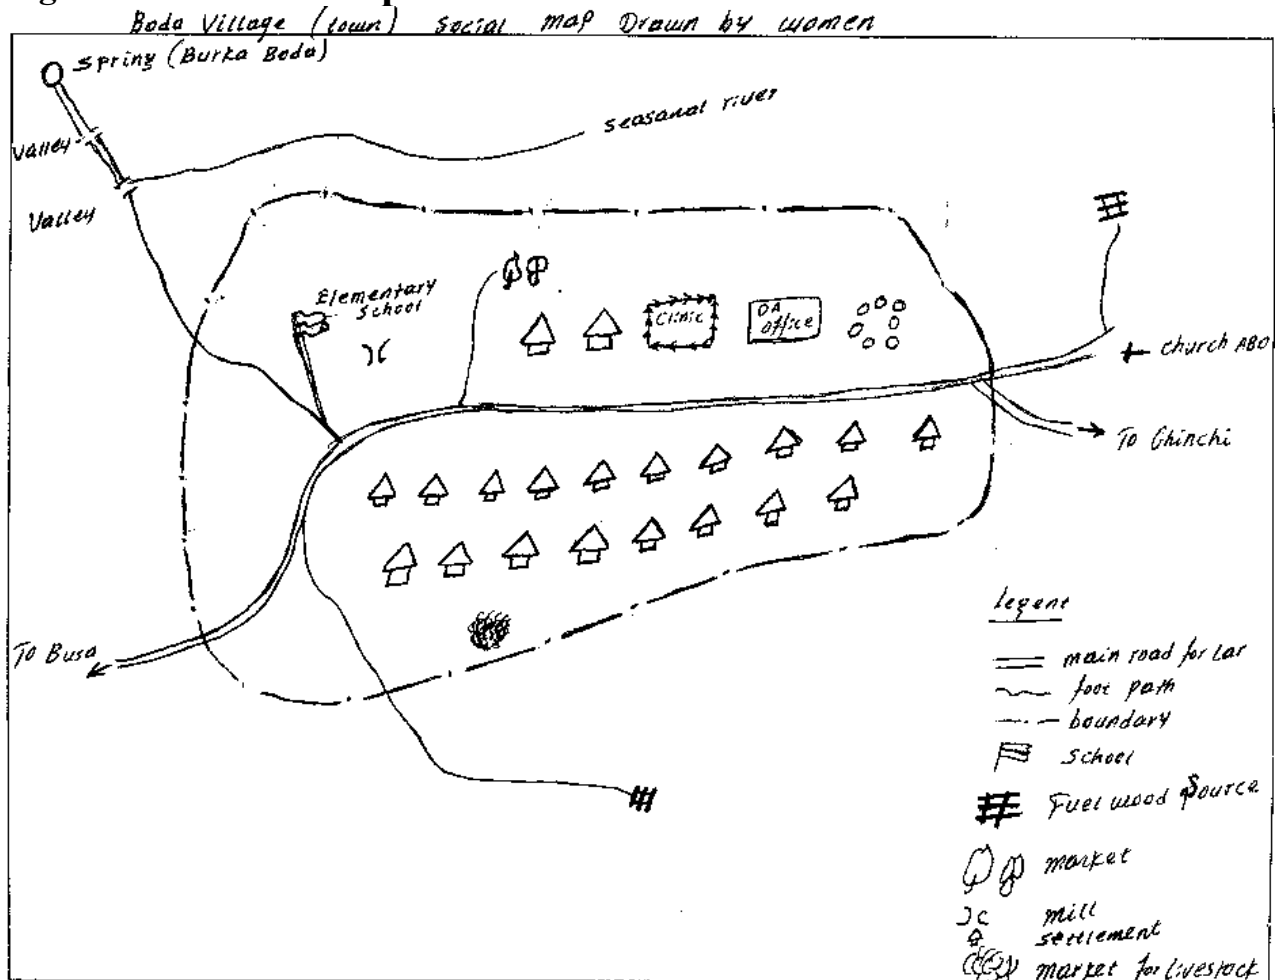 Boda Village (town) Social map Drawn by women
Spring (Burka Boda)
Seasanal river
Valley
Valley
Elementary
School
Clinic
DA
office
church ABO
To Ghinchi
To Busa
legent
main road for Car
foot path
boundary
School
Fuel wood Source
market
mill
settlement
market for Livestock